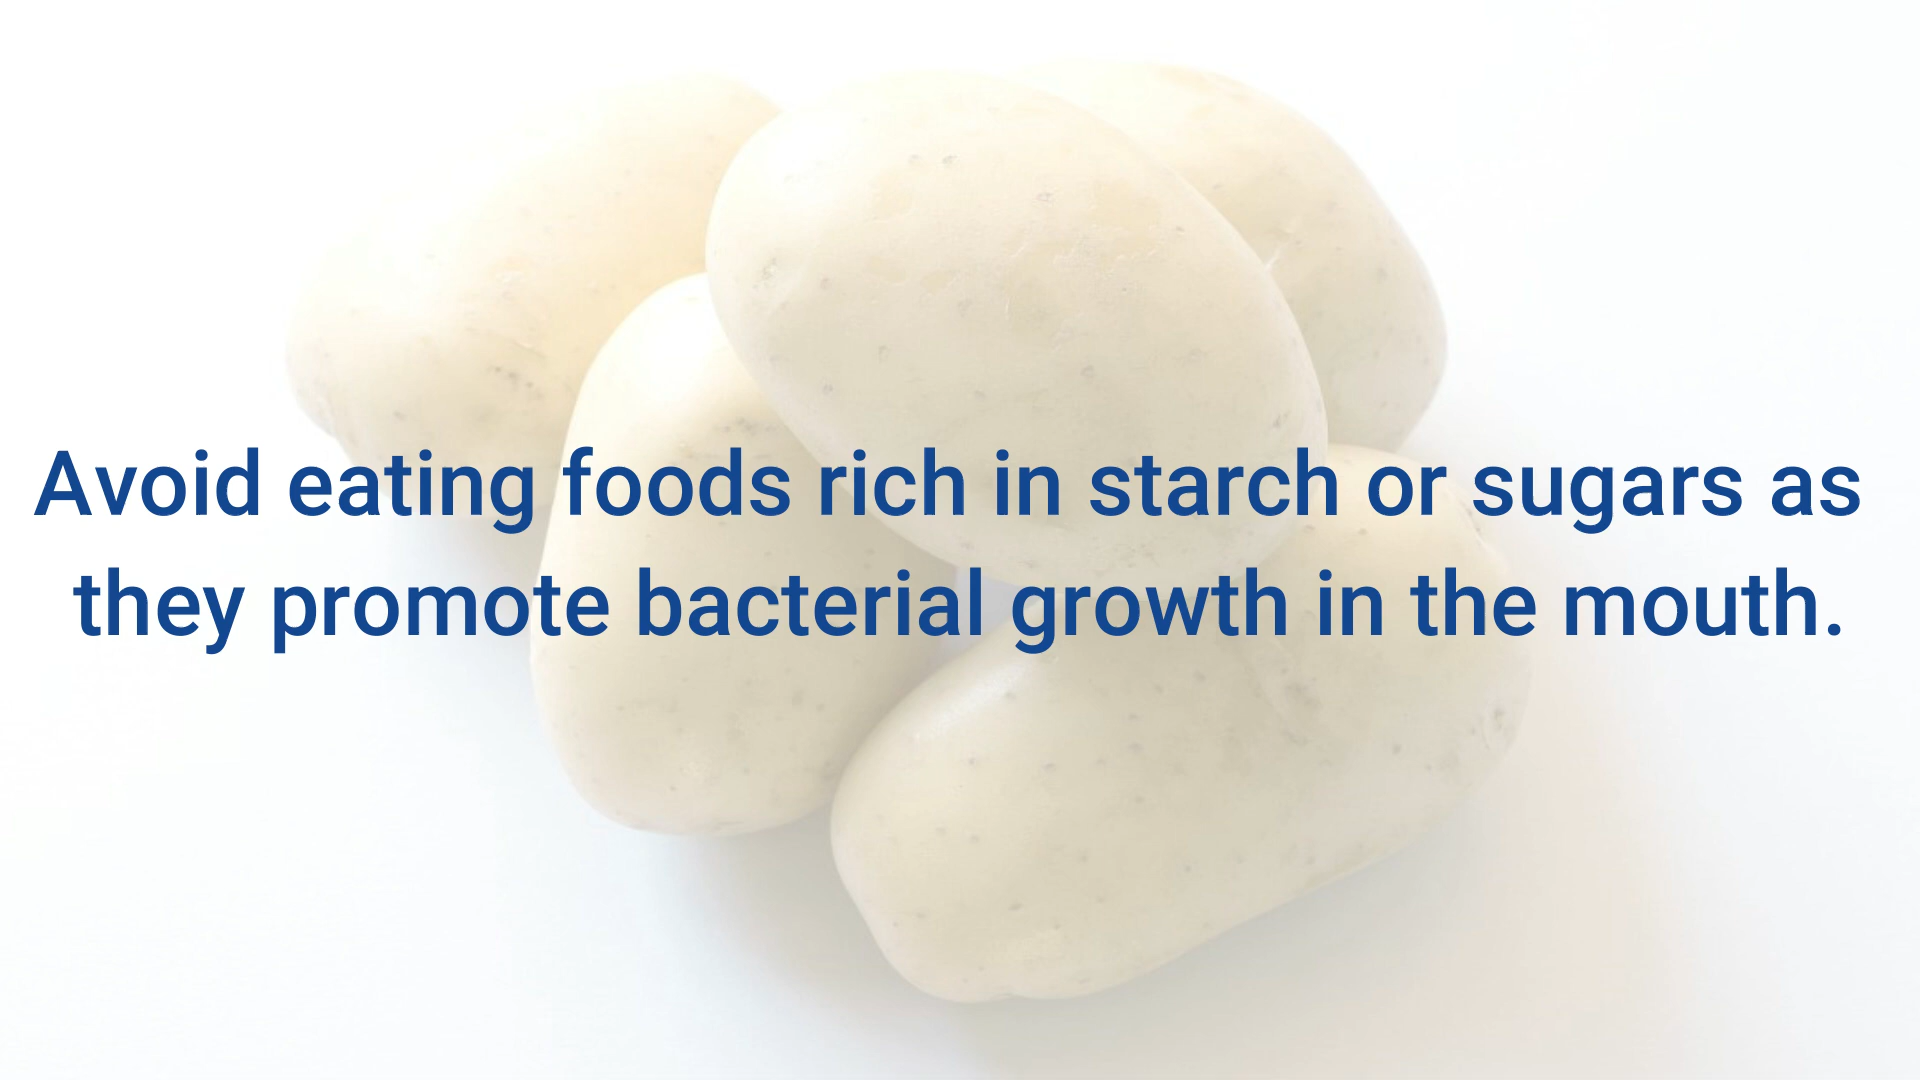 Avoid eating foods rich in starch or sugars as
they promote bacterial growth in the mouth.